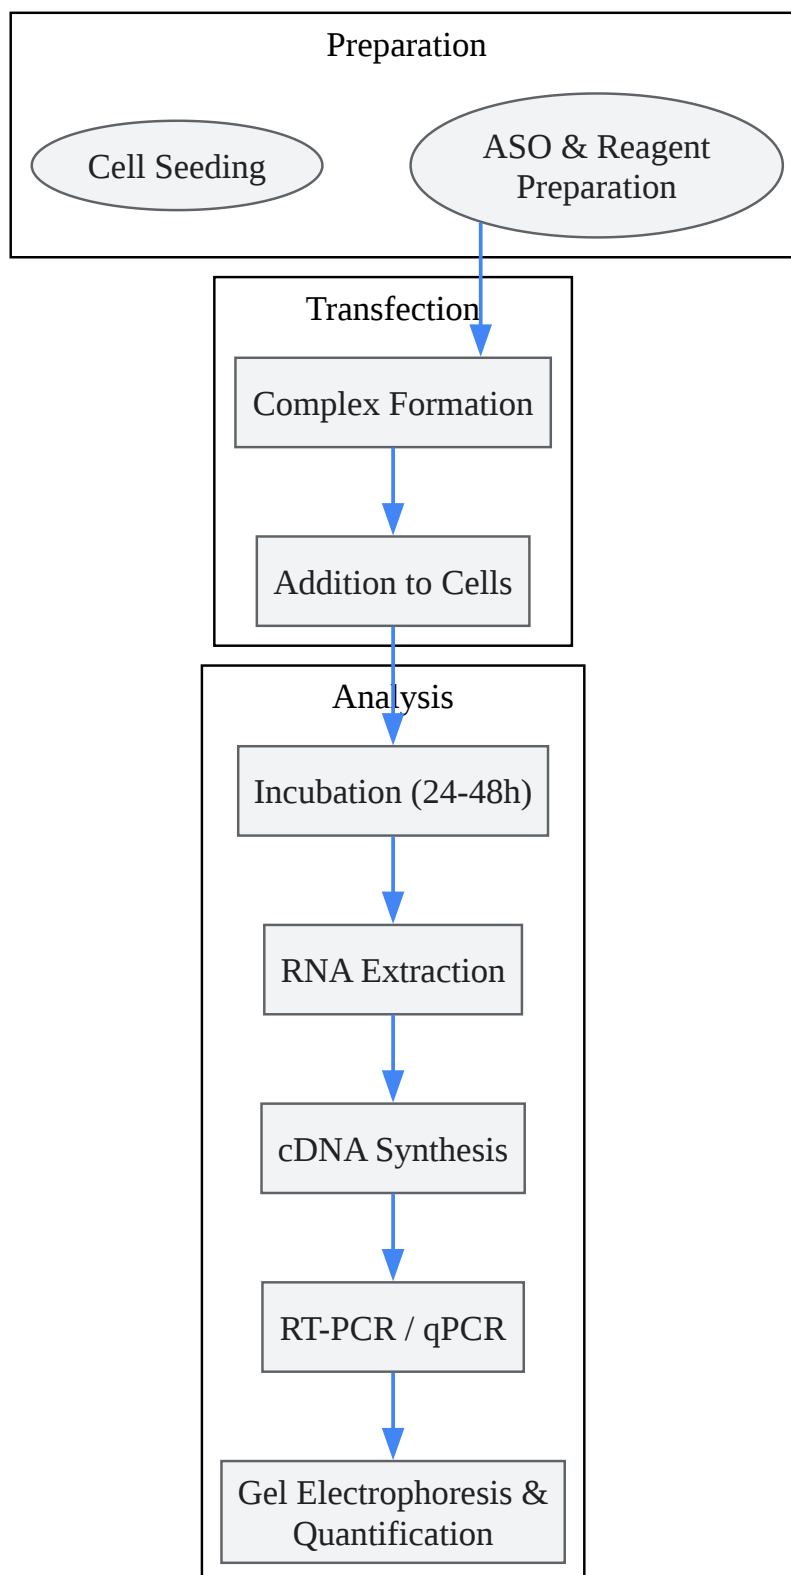 Preparation
Cell Seeding
ASO & Reagent
Preparation
Transfection
Complex Formation
Addition to Cells
Analysis
Incubation (24-48h)
RNA Extraction
cDNA Synthesis
RT-PCR / qPCR
Gel Electrophoresis &
Quantification